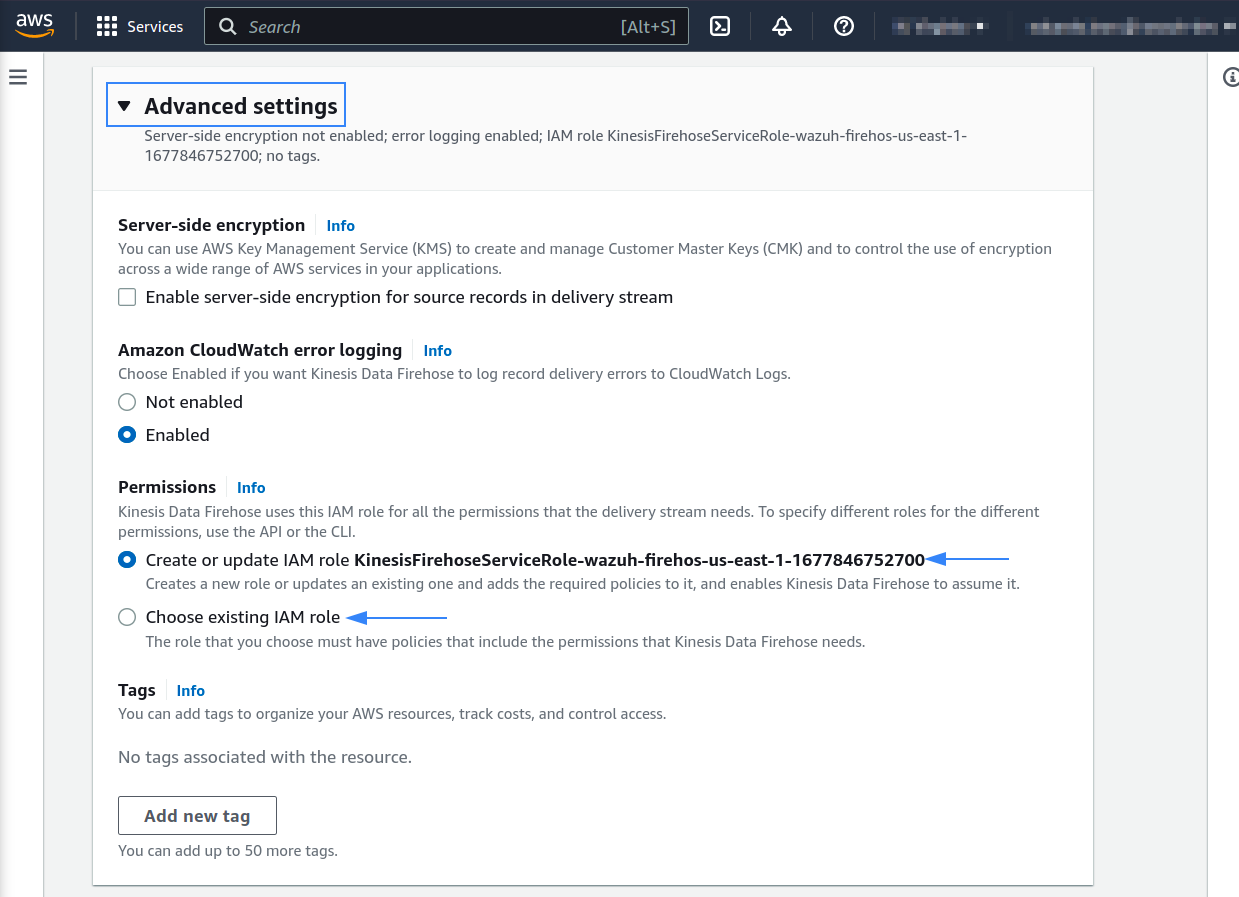 aws
Services
Search
[Alt+S]
Advanced settings
Server-side encryption not enabled; error logging enabled; IAM role KinesisFirehoseServiceRole-wazuh-firehos-us-east-1-
1677846752700; no tags.
Server-side encryption
Info
You can use AWS Key Management Service (KMS) to create and manage Customer Master Keys (CMK) and to control the use of encryption
across a wide range of AWS services in your applications.
Enable server-side encryption for source records in delivery stream
Amazon CloudWatch error logging
Info
Choose Enabled if you want Kinesis Data Firehose to log record delivery errors to CloudWatch Logs.
Not enabled
Enabled
Permissions
Info
Kinesis Data Firehose uses this IAM role for all the permissions that the delivery stream needs. To specify different roles for the different
permissions, use the API or the CLI.
Create or update IAM role KinesisFirehoseServiceRole-wazuh-firehos-us-east-1-1677846752700
Creates a new role or updates an existing one and adds the required policies to it, and enables Kinesis Data Firehose to assume it.
Choose existing IAM role
The role that you choose must have policies that include the permissions that Kinesis Data Firehose needs.
Tags
Info
You can add tags to organize your AWS resources, track costs, and control access.
No tags associated with the resource.
Add new tag
You can add up to 50 more tags.